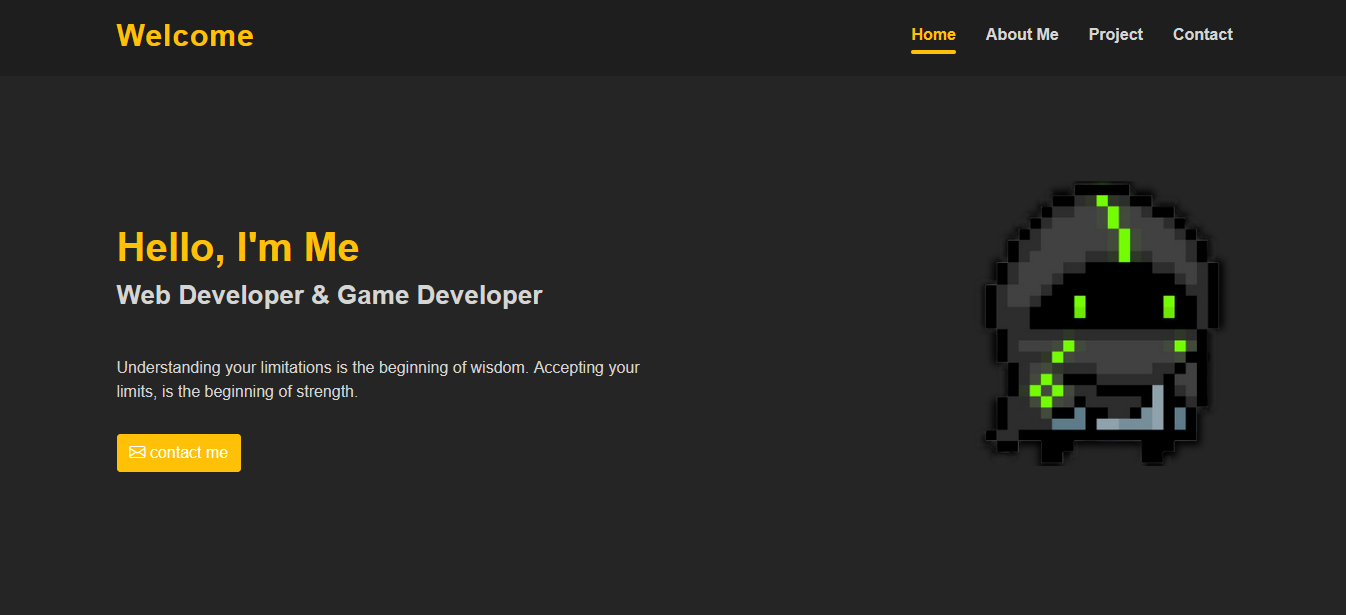 Welcome
Home
About Me
Project
Contact
Hello, I'm Me
Web Developer & Game Developer
Understanding your limitations is the beginning of wisdom. Accepting your
limits, is the beginning of strength.
contact me